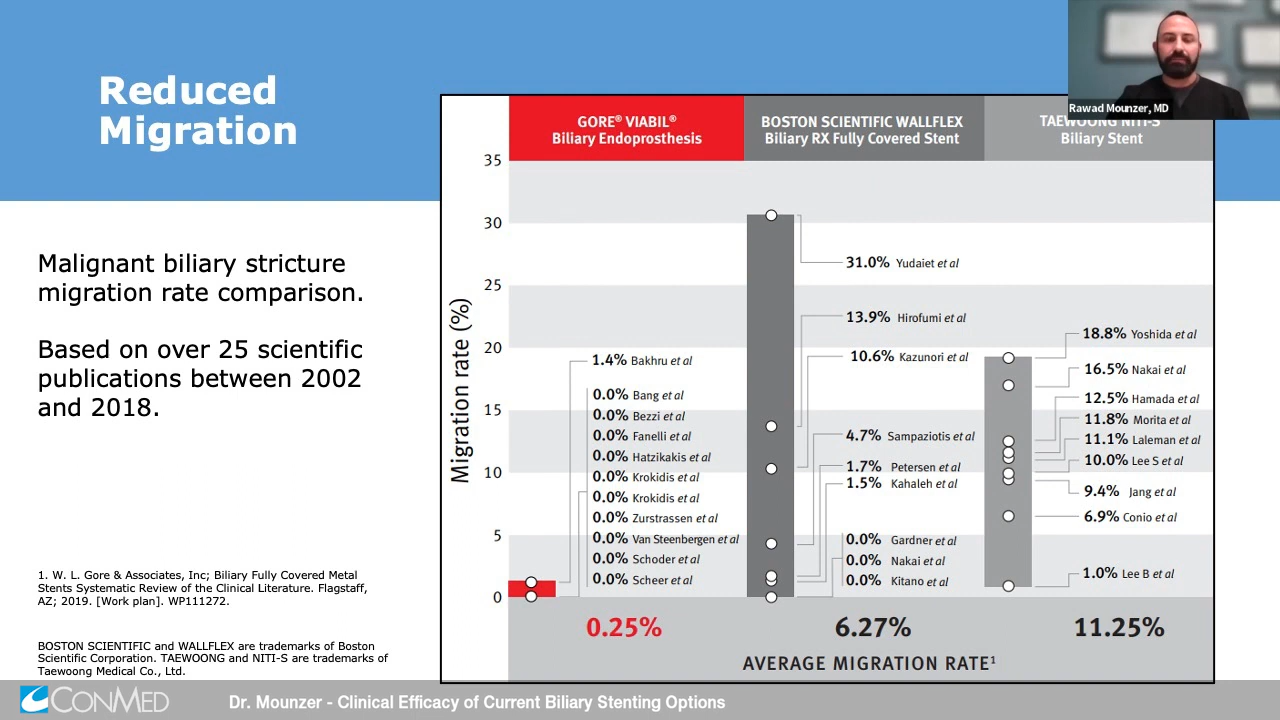 Reduced
Migration
Rawad Mounzer, MD
GORE® VIABIL®
Biliary Endoprosthesis
BOSTON SCIENTIFIC WALLFLEX
Biliary RX Fully Covered Stent
TAEWOONG NITI-S
Biliary Stent
Malignant biliary stricture
migration rate comparison.
Based on over 25 scientific
publications between 2002
and 2018.
1. W. L. Gore & Associates, Inc; Biliary Fully Covered Metal
Stents Systematic Review of the Clinical Literature. Flagstaff,
AZ; 2019. [Work plan]. WP111272.
BOSTON SCIENTIFIC and WALLFLEX are trademarks of Boston
Scientific Corporation. TAEWOONG and NITI-S are trademarks of
Taewoong Medical Co., Ltd.
Migration rate (%)
35
30
25
20
15
10
5
0
1.4% Bakhru et al
0.0% Bang et al
0.0% Bezzi et al
0.0% Fanelli et al
0.0% Hatzikakis et al
0.0% Krokidis et al
0.0% Krokidis et al
0.0% Zurstrassen et al
0.0% Van Steenbergen et al
0.0% Schoder et al
0.0% Scheer et al
31.0% Yudaiet et al
13.9% Hirofumi et al
10.6% Kazunori et al
4.7% Sampaziotis et al
1.7% Petersen et al
1.5% Kahaleh et al
0.0% Gardner et al
0.0% Nakai et al
0.0% Kitano et al
18.8% Yoshida et al
16.5% Nakai et al
12.5% Hamada et al
11.8% Morita et al
11.1% Laleman et al
10.0% Lee S et al
9.4% Jang et al
6.9% Conio et al
1.0% Lee B et al
0.25%
6.27%
11.25%
AVERAGE MIGRATION RATE¹
CONMED
Dr. Mounzer - Clinical Efficacy of Current Biliary Stenting Options